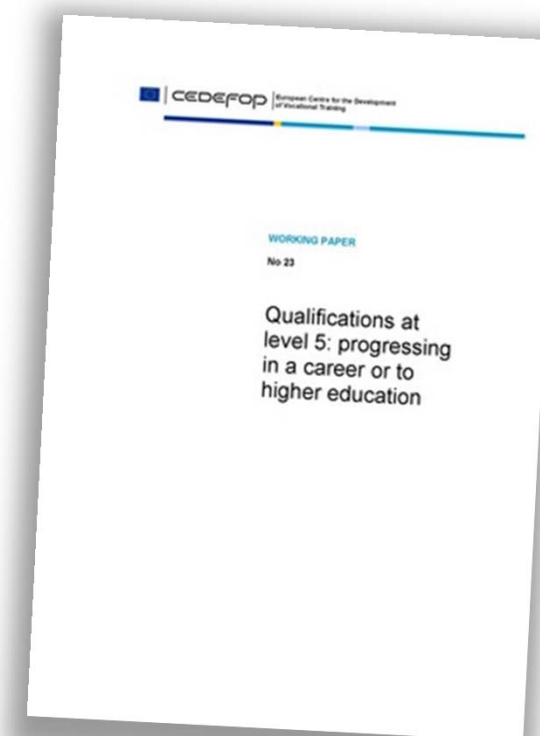 CEDEFOP
European Centre for the Development
of Vocational Training
WORKING PAPER
No 23
Qualifications at
level 5: progressing
in a career or to
higher education